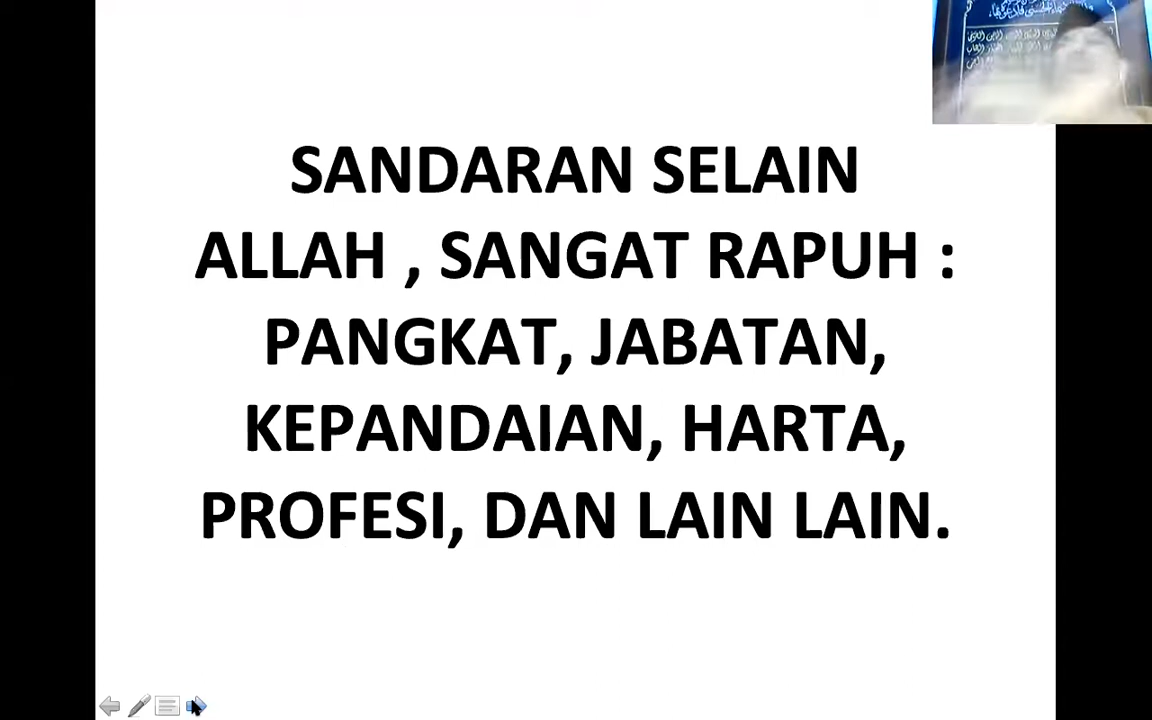 SANDARAN SELAIN
ALLAH , SANGAT RAPUH :
PANGKAT, JABATAN,
KEPANDAIAN, HARTA,
PROFESI, DAN LAIN LAIN.